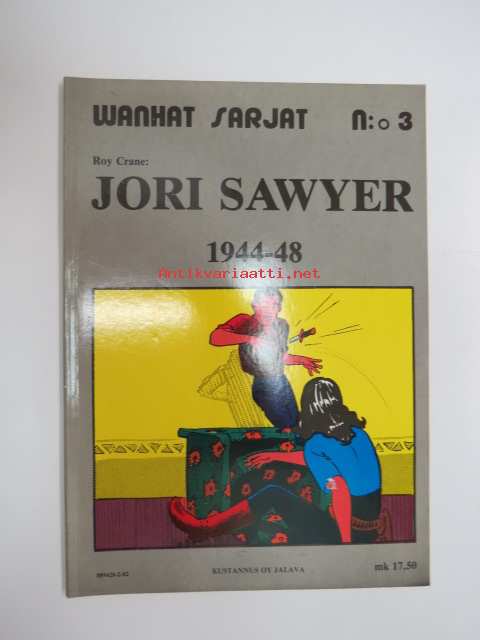 WANHAT SARJAT N:o 3
Roy Crane:
JORI SAWYER
1944-48
Antikvariaatti.net
KUSTANNUS OY JALAVA
mk 17.50